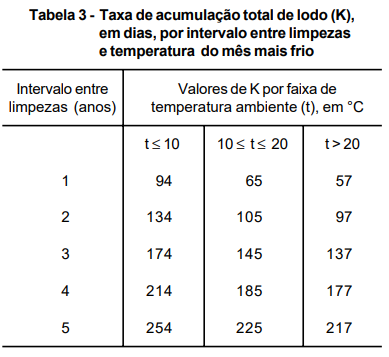 Tabela 3 - Taxa de acumulação total de lodo (K),
em dias, por intervalo entre limpezas
e temperatura do mês mais frio
Intervalo entre limpezas (anos)
Valores de K por faixa de temperatura ambiente (t), em °C
t ≤ 10 10 ≤ t ≤ 20 t > 20
1 94 65 57
2 134 105 97
3 174 145 137
4 214 185 177
5 254 225 217